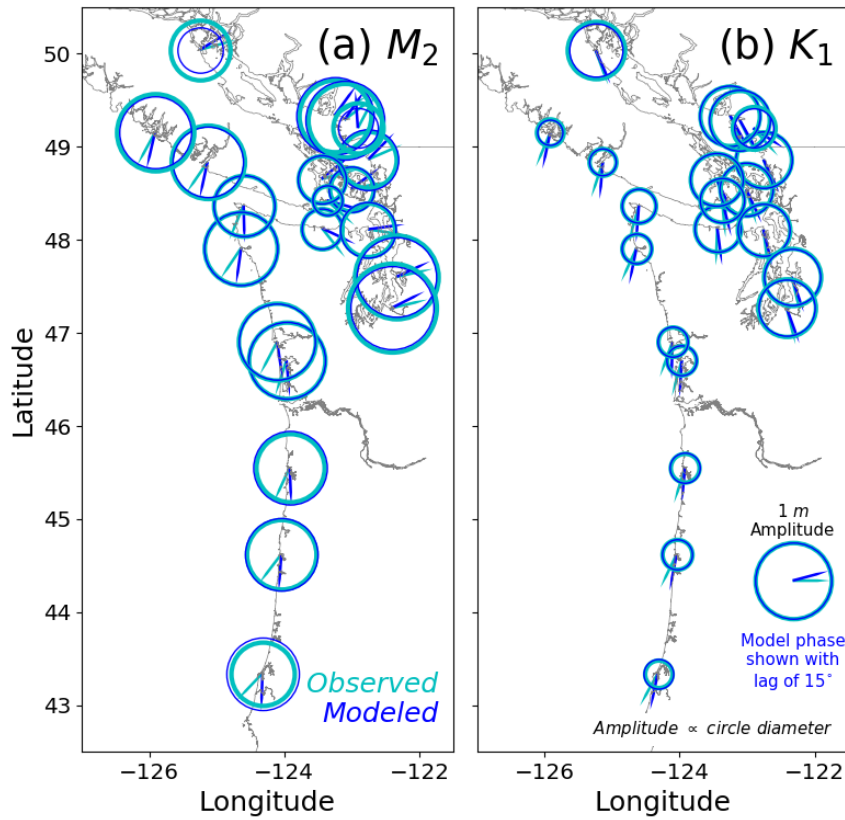 (a) M₂
(b) K₁
50
49
48
47
46
45
44
43
Latitude
Observed
Modeled
1 m
Amplitude
Model phase
shown with
lag of 15°
Amplitude ∝ circle diameter
−126
−124
−122
−126
−124
−122
Longitude
Longitude